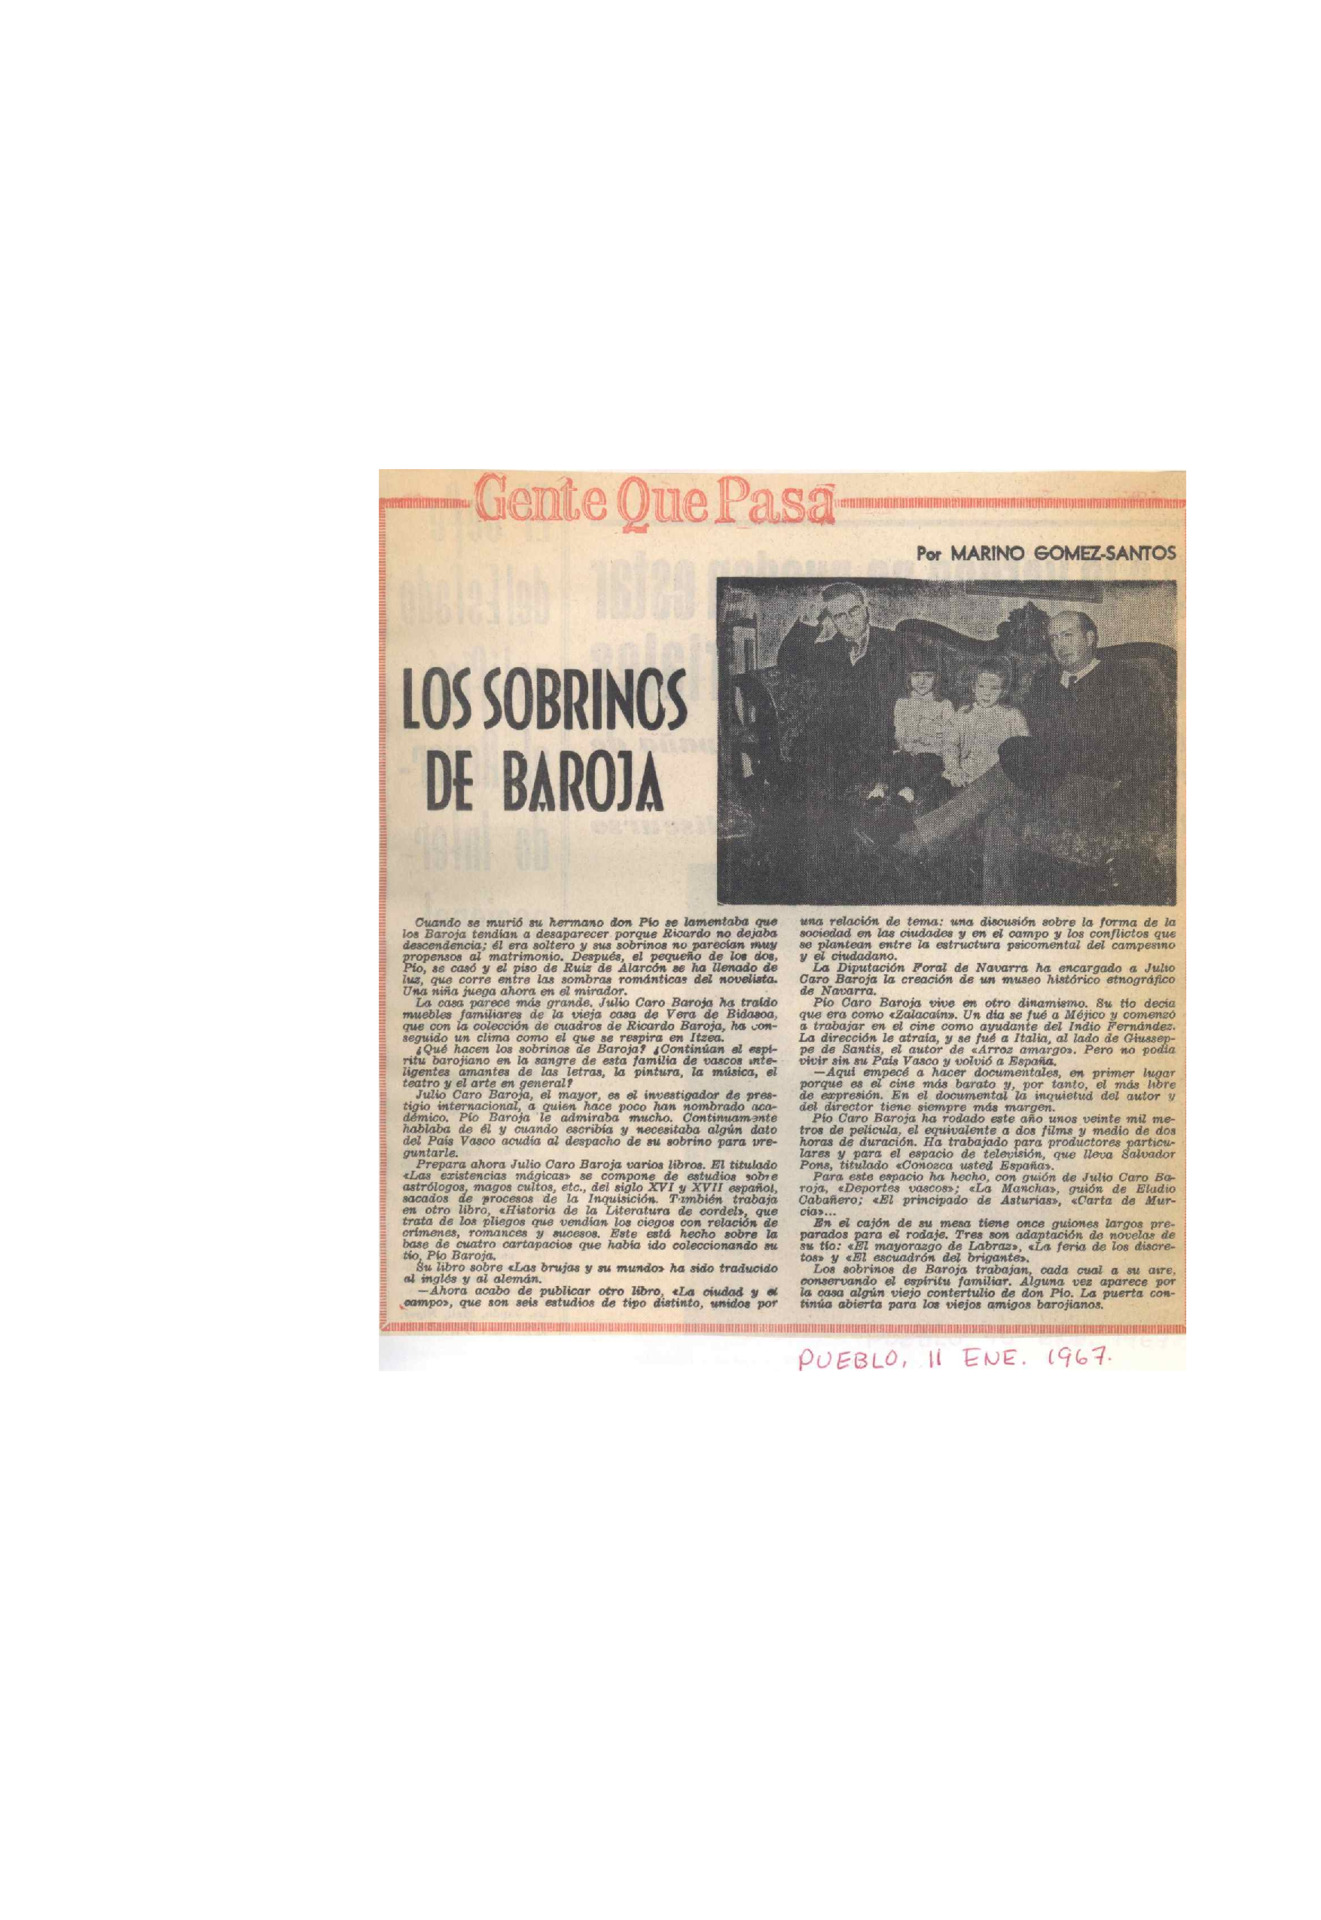 Gente Que Pasa
Por MARINO GOMEZ-SANTOS
LOS SOBRINOS
DE BAROJA
Cuando se murió su hermano don Pío se lamentaba que
los Baroja tendían a desaparecer porque Ricardo no dejaba
descendencia; él era soltero y sus sobrinos no parecían muy
propensos al matrimonio. Después, el pequeño de los dos,
Pío, se casó y el piso de Ruiz de Alarcón se ha llenado de
luz, que corre entre las sombras románticas del novelista.
Una niña juega ahora en el mirador.
La casa parece más grande. Julio Caro Baroja ha traído
muebles familiares de la vieja casa de Vera de Bidasoa,
que con la colección de cuadros de Ricardo Baroja, ha con-
seguido un clima como el que se respira en Itzea.
¿Qué hacen los sobrinos de Baroja? ¿Continúan el espí-
ritu barojiano en la sangre de esta familia de vascos inte-
ligentes amantes de las letras, la pintura, la música, el
teatro y el arte en general?
Julio Caro Baroja, el mayor, es el investigador de pres-
tigio internacional, a quien hace poco han nombrado aca-
démico. Pío Baroja le admiraba mucho. Continuamente
hablaba de él y cuando escribía y necesitaba algún dato
del País Vasco acudía al despacho de su sobrino para pre-
guntarle.
Prepara ahora Julio Caro Baroja varios libros. El titulado
«Las existencias mágicas» se compone de estudios sobre
astrólogos, magos cultos, etc., del siglo XVI y XVII español,
sacados de procesos de la Inquisición. También trabaja
en otro libro, «Historia de la Literatura de cordel», que
trata de los pliegos que vendían los ciegos con relación de
crímenes, romances y sucesos. Este está hecho sobre la
base de cuatro cartapacios que había ido coleccionando su
tío, Pío Baroja.
Su libro sobre «Las brujas y su mundo» ha sido traducido
al inglés y al alemán.
—Ahora acabo de publicar otro libro, «La ciudad y el
campo», que son seis estudios de tipo distinto, unidos por
una relación de tema: una discusión sobre la forma de la
sociedad en las ciudades y en el campo y los conflictos que
se plantean entre la estructura psicomental del campesino
y el ciudadano.
La Diputación Foral de Navarra ha encargado a Julio
Caro Baroja la creación de un museo histórico etnográfico
de Navarra.
Pío Caro Baroja vive en otro dinamismo. Su tío decía
que era como «Zalacaín». Un día se fué a Méjico y comenzó
a trabajar en el cine como ayudante del Indio Fernández.
La dirección le atraía, y se fué a Italia, al lado de Giusep-
pe de Santis, el autor de «Arroz amargo». Pero no podía
vivir sin su País Vasco y volvió a España.
—Aquí empecé a hacer documentales, en primer lugar
porque es el cine más barato y, por tanto, el más libre
de expresión. En el documental la inquietud del autor y
del director tiene siempre más margen.
Pío Caro Baroja ha rodado este año unos veinte mil me-
tros de película, el equivalente a dos films y medio de dos
horas de duración. Ha trabajado para productores particu-
lares y para el espacio de televisión, que lleva Salvador
Pons, titulado «Conozca usted España».
Para este espacio ha hecho, con guión de Julio Caro Ba-
roja, «Deportes vascos»; «La Mancha», guión de Eladio
Cabañero; «El principado de Asturias», «Carta de Mur-
cia»...
En el cajón de su mesa tiene once guiones largos pre-
parados para el rodaje. Tres son adaptación de novelas de
su tío: «El mayorazgo de Labraz», «La feria de los discre-
tos» y «El escuadrón del brigante».
Los sobrinos de Baroja trabajan, cada cual a su aire,
conservando el espíritu familiar. Alguna vez aparece por
la casa algún viejo contertulio de don Pío. La puerta con-
tinúa abierta para los viejos amigos barojianos.
PUEBLO, 11 ENE. 1967.